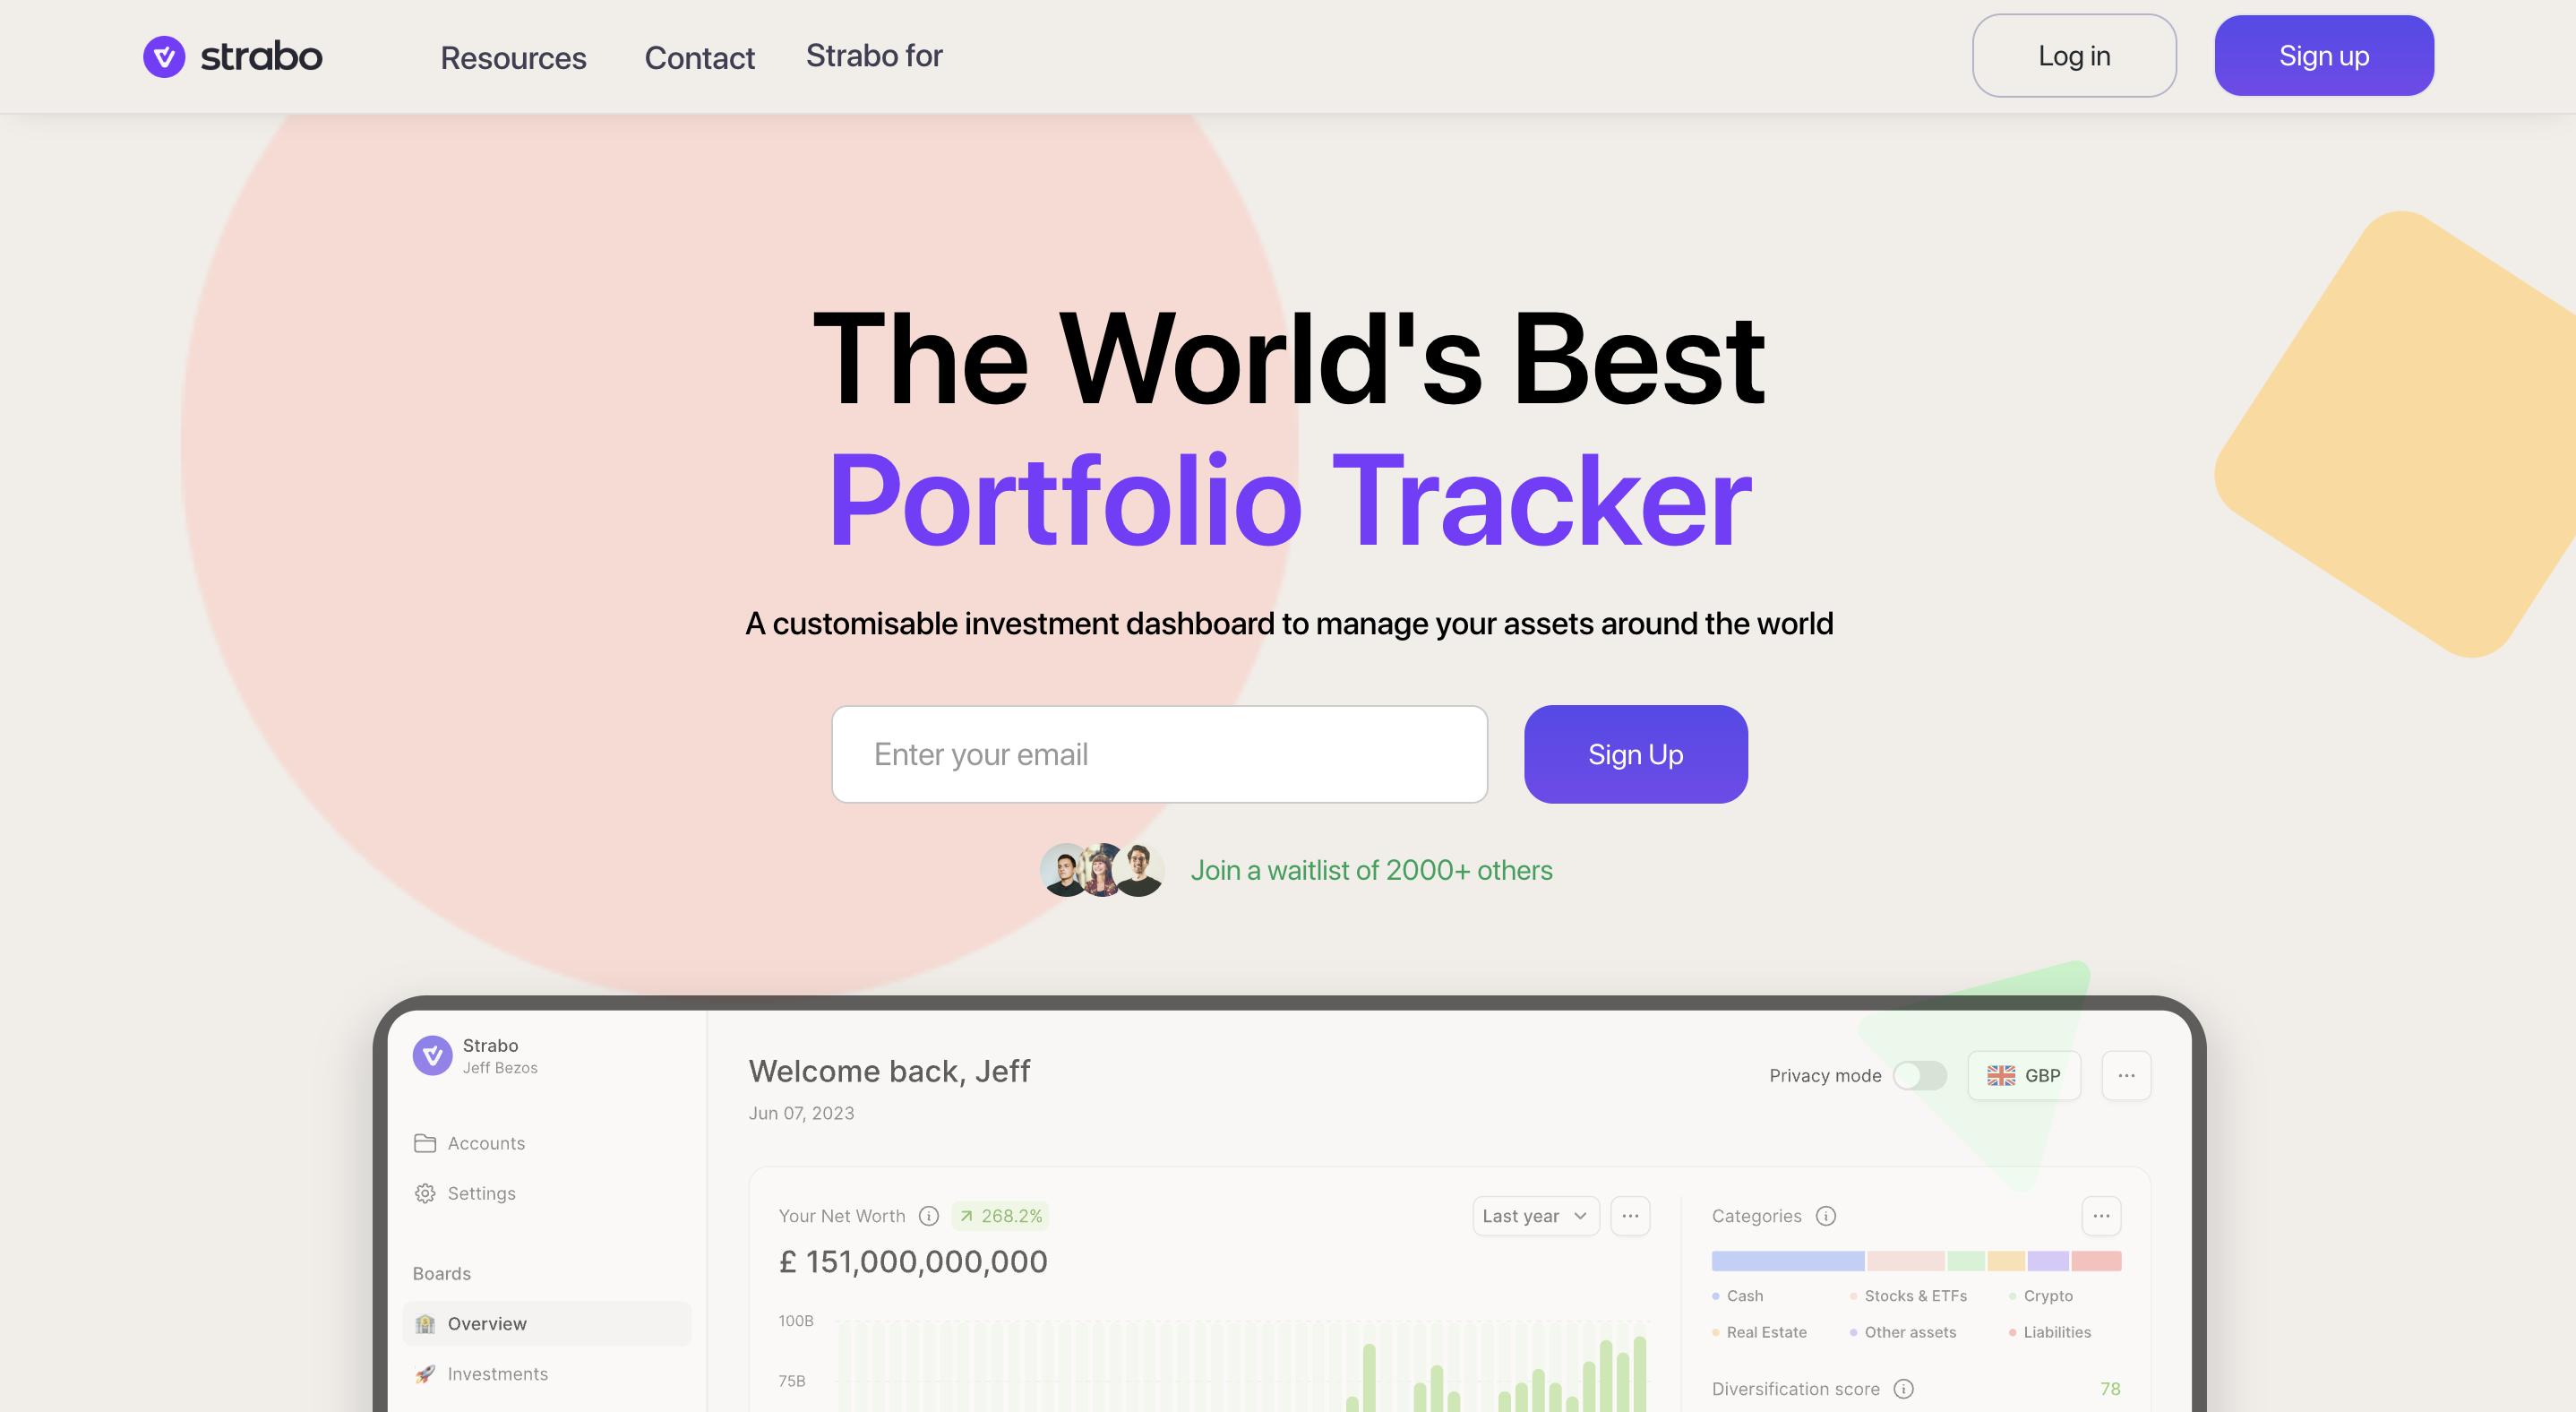 strabo
Resources
Contact
Strabo for
Log in
Sign up
The World's Best
Portfolio Tracker
A customisable investment dashboard to manage your assets around the world
Enter your email
Sign Up
Join a waitlist of 2000+ others
Strabo
Jeff Bezos
Accounts
Settings
Boards
Overview
Investments
Welcome back, Jeff
Jun 07, 2023
Privacy mode
GBP
Your Net Worth
268.2%
£ 151,000,000,000
Last year
100B
75B
Categories
Cash
Stocks & ETFs
Crypto
Real Estate
Other assets
Liabilities
Diversification score
78